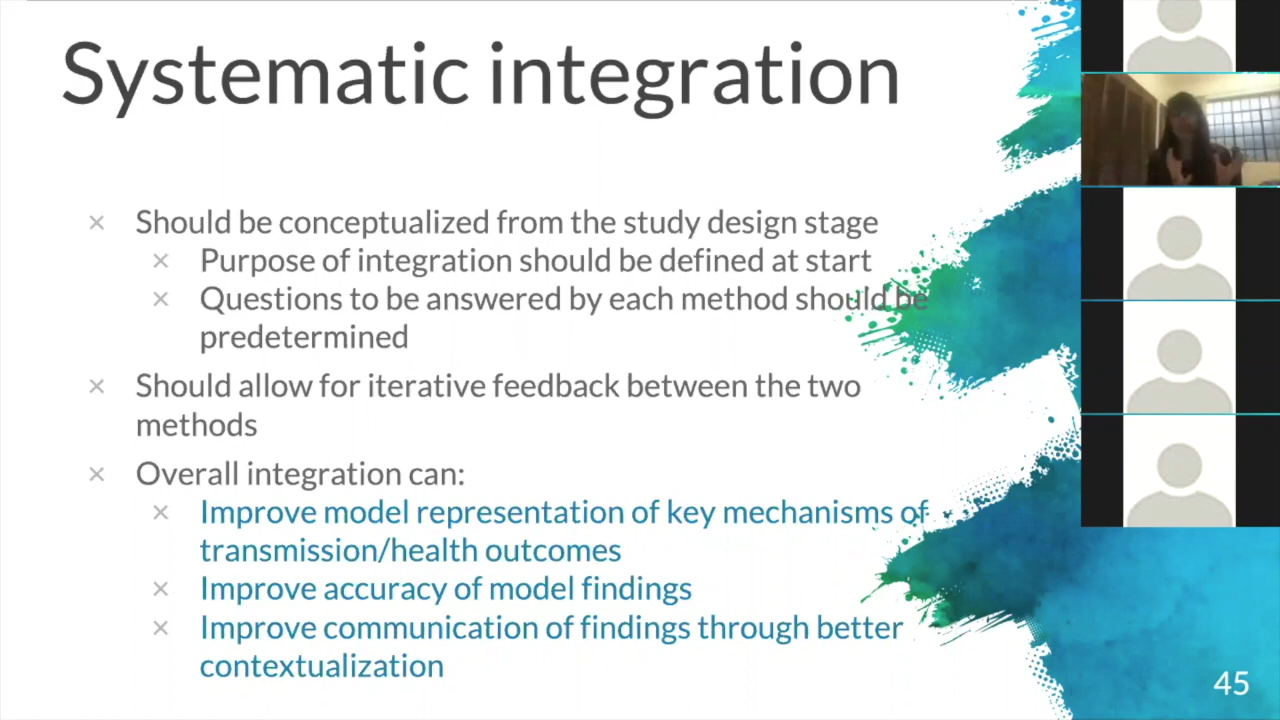 Systematic integration
× Should be conceptualized from the study design stage
× Purpose of integration should be defined at start
× Questions to be answered by each method should be
predetermined
× Should allow for iterative feedback between the two
methods
× Overall integration can:
× Improve model representation of key mechanisms of
transmission/health outcomes
× Improve accuracy of model findings
× Improve communication of findings through better
contextualization
45